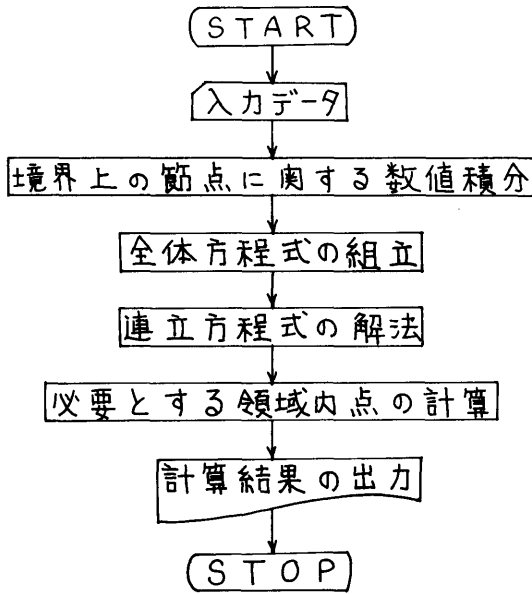 START
入力データ
境界上の節点に関する数値積分
全体方程式の組立
連立方程式の解法
必要とする領域内点の計算
計算結果の出力
STOP